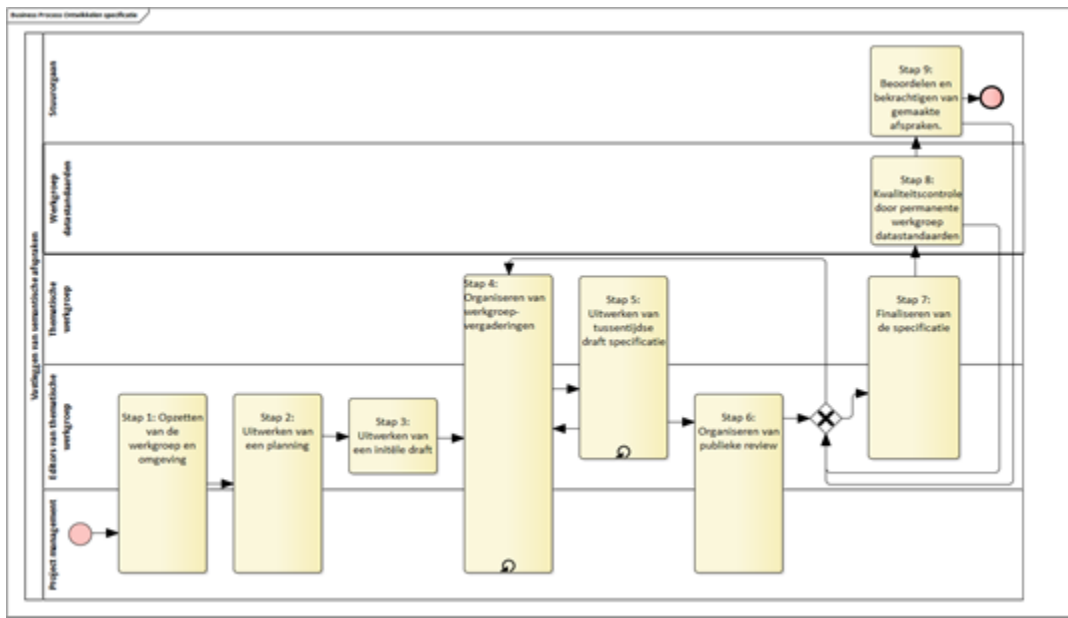 Business Process Ontwikkelen specificatie
Vastleggen van semantische afspraken
Stuurorgaan
Werkgroep
datastandaarden
Thematische
werkgroep
Editors van thematische
werkgroep
Project management
Stap 1: Opzetten
van de
werkgroep en
omgeving
Stap 2:
Uitwerken van
een planning
Stap 3:
Uitwerken van
een initële draft
Stap 4:
Organiseren van
werkgroep-
vergaderingen
Stap 5:
Uitwerken van
tussentijdse
draft specificatie
Stap 6:
Organiseren van
publieke review
Stap 7:
Finaliseren van
de specificatie
Stap 8:
Kwaliteitscontrole
door permanente
werkgroep
datastandaarden
Stap 9:
Beoordelen en
bekrachtigen van
gemaakte
afspraken.